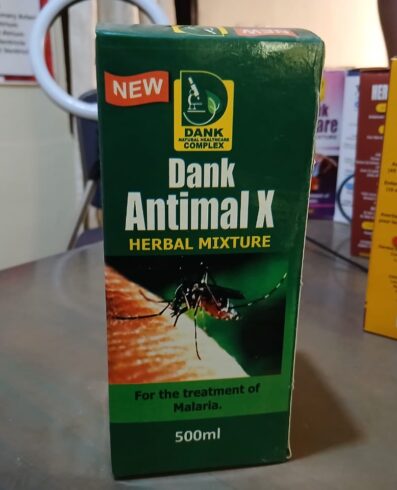 NEW
DANK
NATURAL HEALTHCARE
COMPLEX
Dank
Antimal X
HERBAL MIXTURE
For the treatment of
Malaria.
500ml